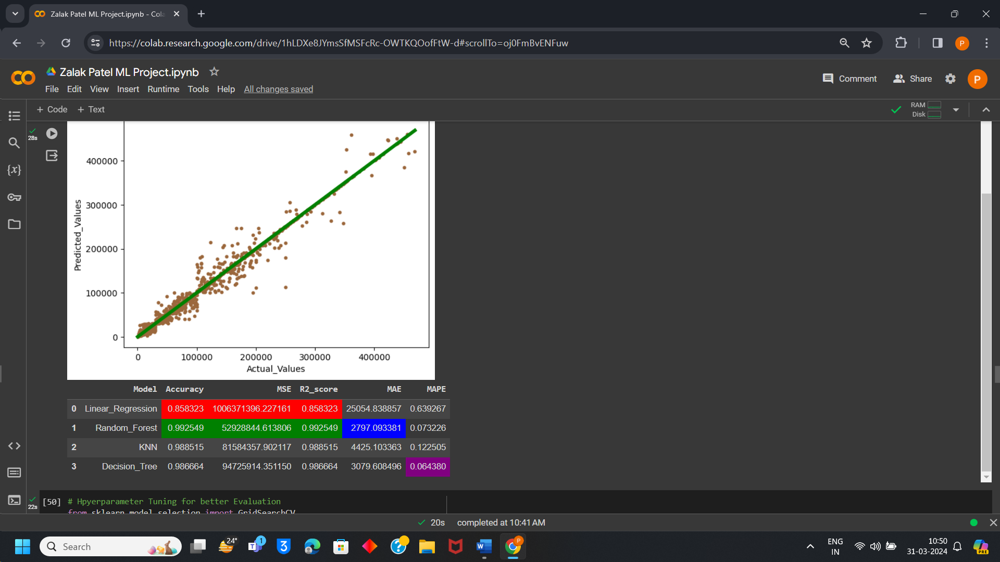 Zalak Patel ML Project.ipynb - Cola
https://colab.research.google.com/drive/1hLDXe8JYmsSfMSFcRc-OWTKQOofFtW-d#scrollTo=oj0FmBvENFuw
P
Zalak Patel ML Project.ipynb
Comment
Share
P
File Edit View Insert Runtime Tools Help All changes saved
+ Code + Text
RAM
Disk
28s
{x}
400000
300000
200000
100000
0
Predicted_Values
0 100000 200000 300000 400000
Actual_Values
Model Accuracy MSE R2_score MAE MAPE
0 Linear_Regression 0.858323 1006371396.227161 0.858323 25054.838857 0.639267
1 Random_Forest 0.992549 52928844.613806 0.992549 2797.093381 0.073226
2 KNN 0.988515 81584357.902117 0.988515 4425.103363 0.122505
3 Decision_Tree 0.986664 94725914.351150 0.986664 3079.608496 0.064380
22s
[50] # Hpyerparameter Tuning for better Evaluation
from sklearn.model_selection import GridSearchCV
20s completed at 10:41 AM
Search
24°
1
T
3
?
W
P
ENG
IN
10:50
31-03-2024
PRE